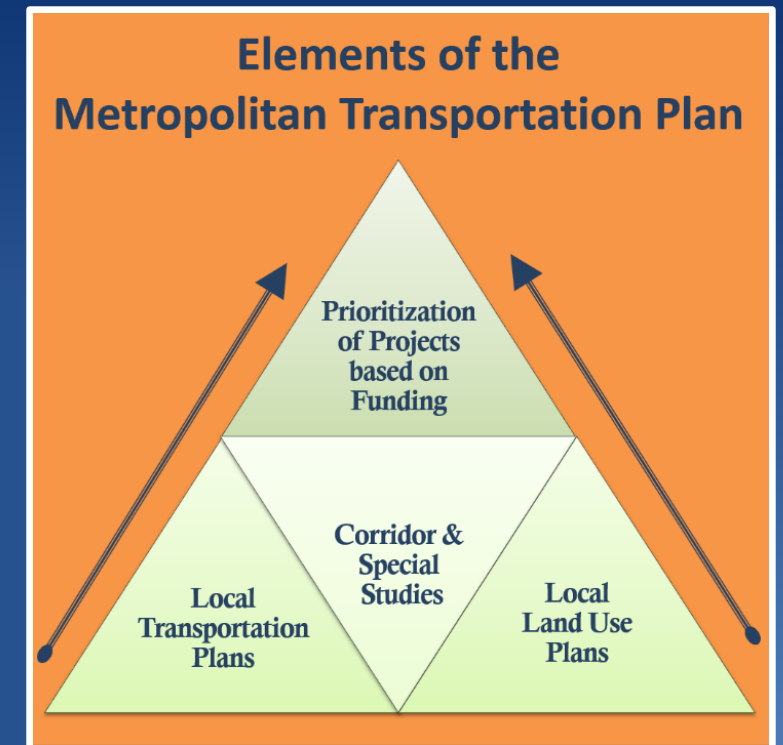 Elements of the
Metropolitan Transportation Plan
Prioritization
of Projects
based on
Funding
Corridor &
Special
Studies
Local
Transportation
Plans
Local
Land Use
Plans